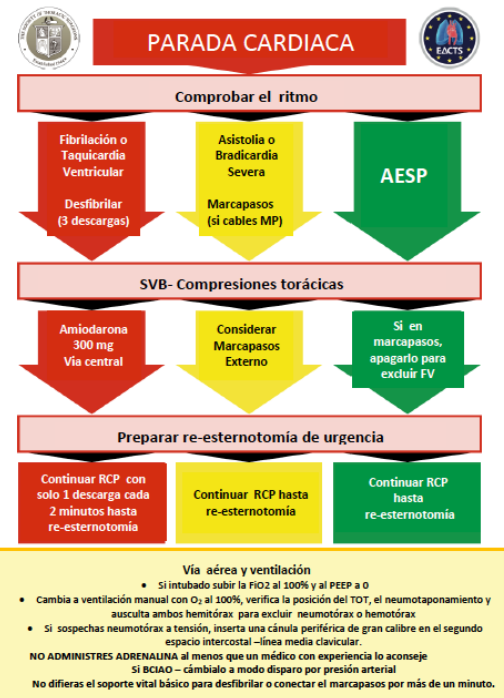 THE SOCIETY OF THORACIC SURGEONS
EACTS
PARADA CARDIACA
Comprobar el ritmo
Fibrilación o
Taquicardia
Ventricular
Desfibrilar
(3 descargas)
Asistolia o
Bradicardia
Severa
Marcapasos
(si cables MP)
AESP
SVB- Compresiones torácicas
Amiodarona
300 mg
Via central
Considerar
Marcapasos
Externo
Si en
marcapasos,
apagarlo para
excluir FV
Preparar re-esternotomía de urgencia
Continuar RCP con
solo 1 descarga cada
2 minutos hasta
re-esternotomía
Continuar RCP hasta
re-esternotomía
Continuar RCP
hasta
re-esternotomía
Vía aérea y ventilación
• Si intubado subir la FiO2 al 100% y al PEEP a 0
• Cambia a ventilación manual con O₂ al 100%, verifica la posición del TOT, el neumotaponamiento y
ausculta ambos hemitórax para excluir neumotórax o hemotórax
• Si sospechas neumotórax a tensión, inserta una cánula periférica de gran calibre en el segundo
espacio intercostal –línea media clavicular.
NO ADMINISTRES ADRENALINA al menos que un médico con experiencia lo aconseje
Si BCIAO – cámbialo a modo disparo por presión arterial
No difieras el soporte vital básico para desfibrilar o conectar el marcapasos por más de un minuto.